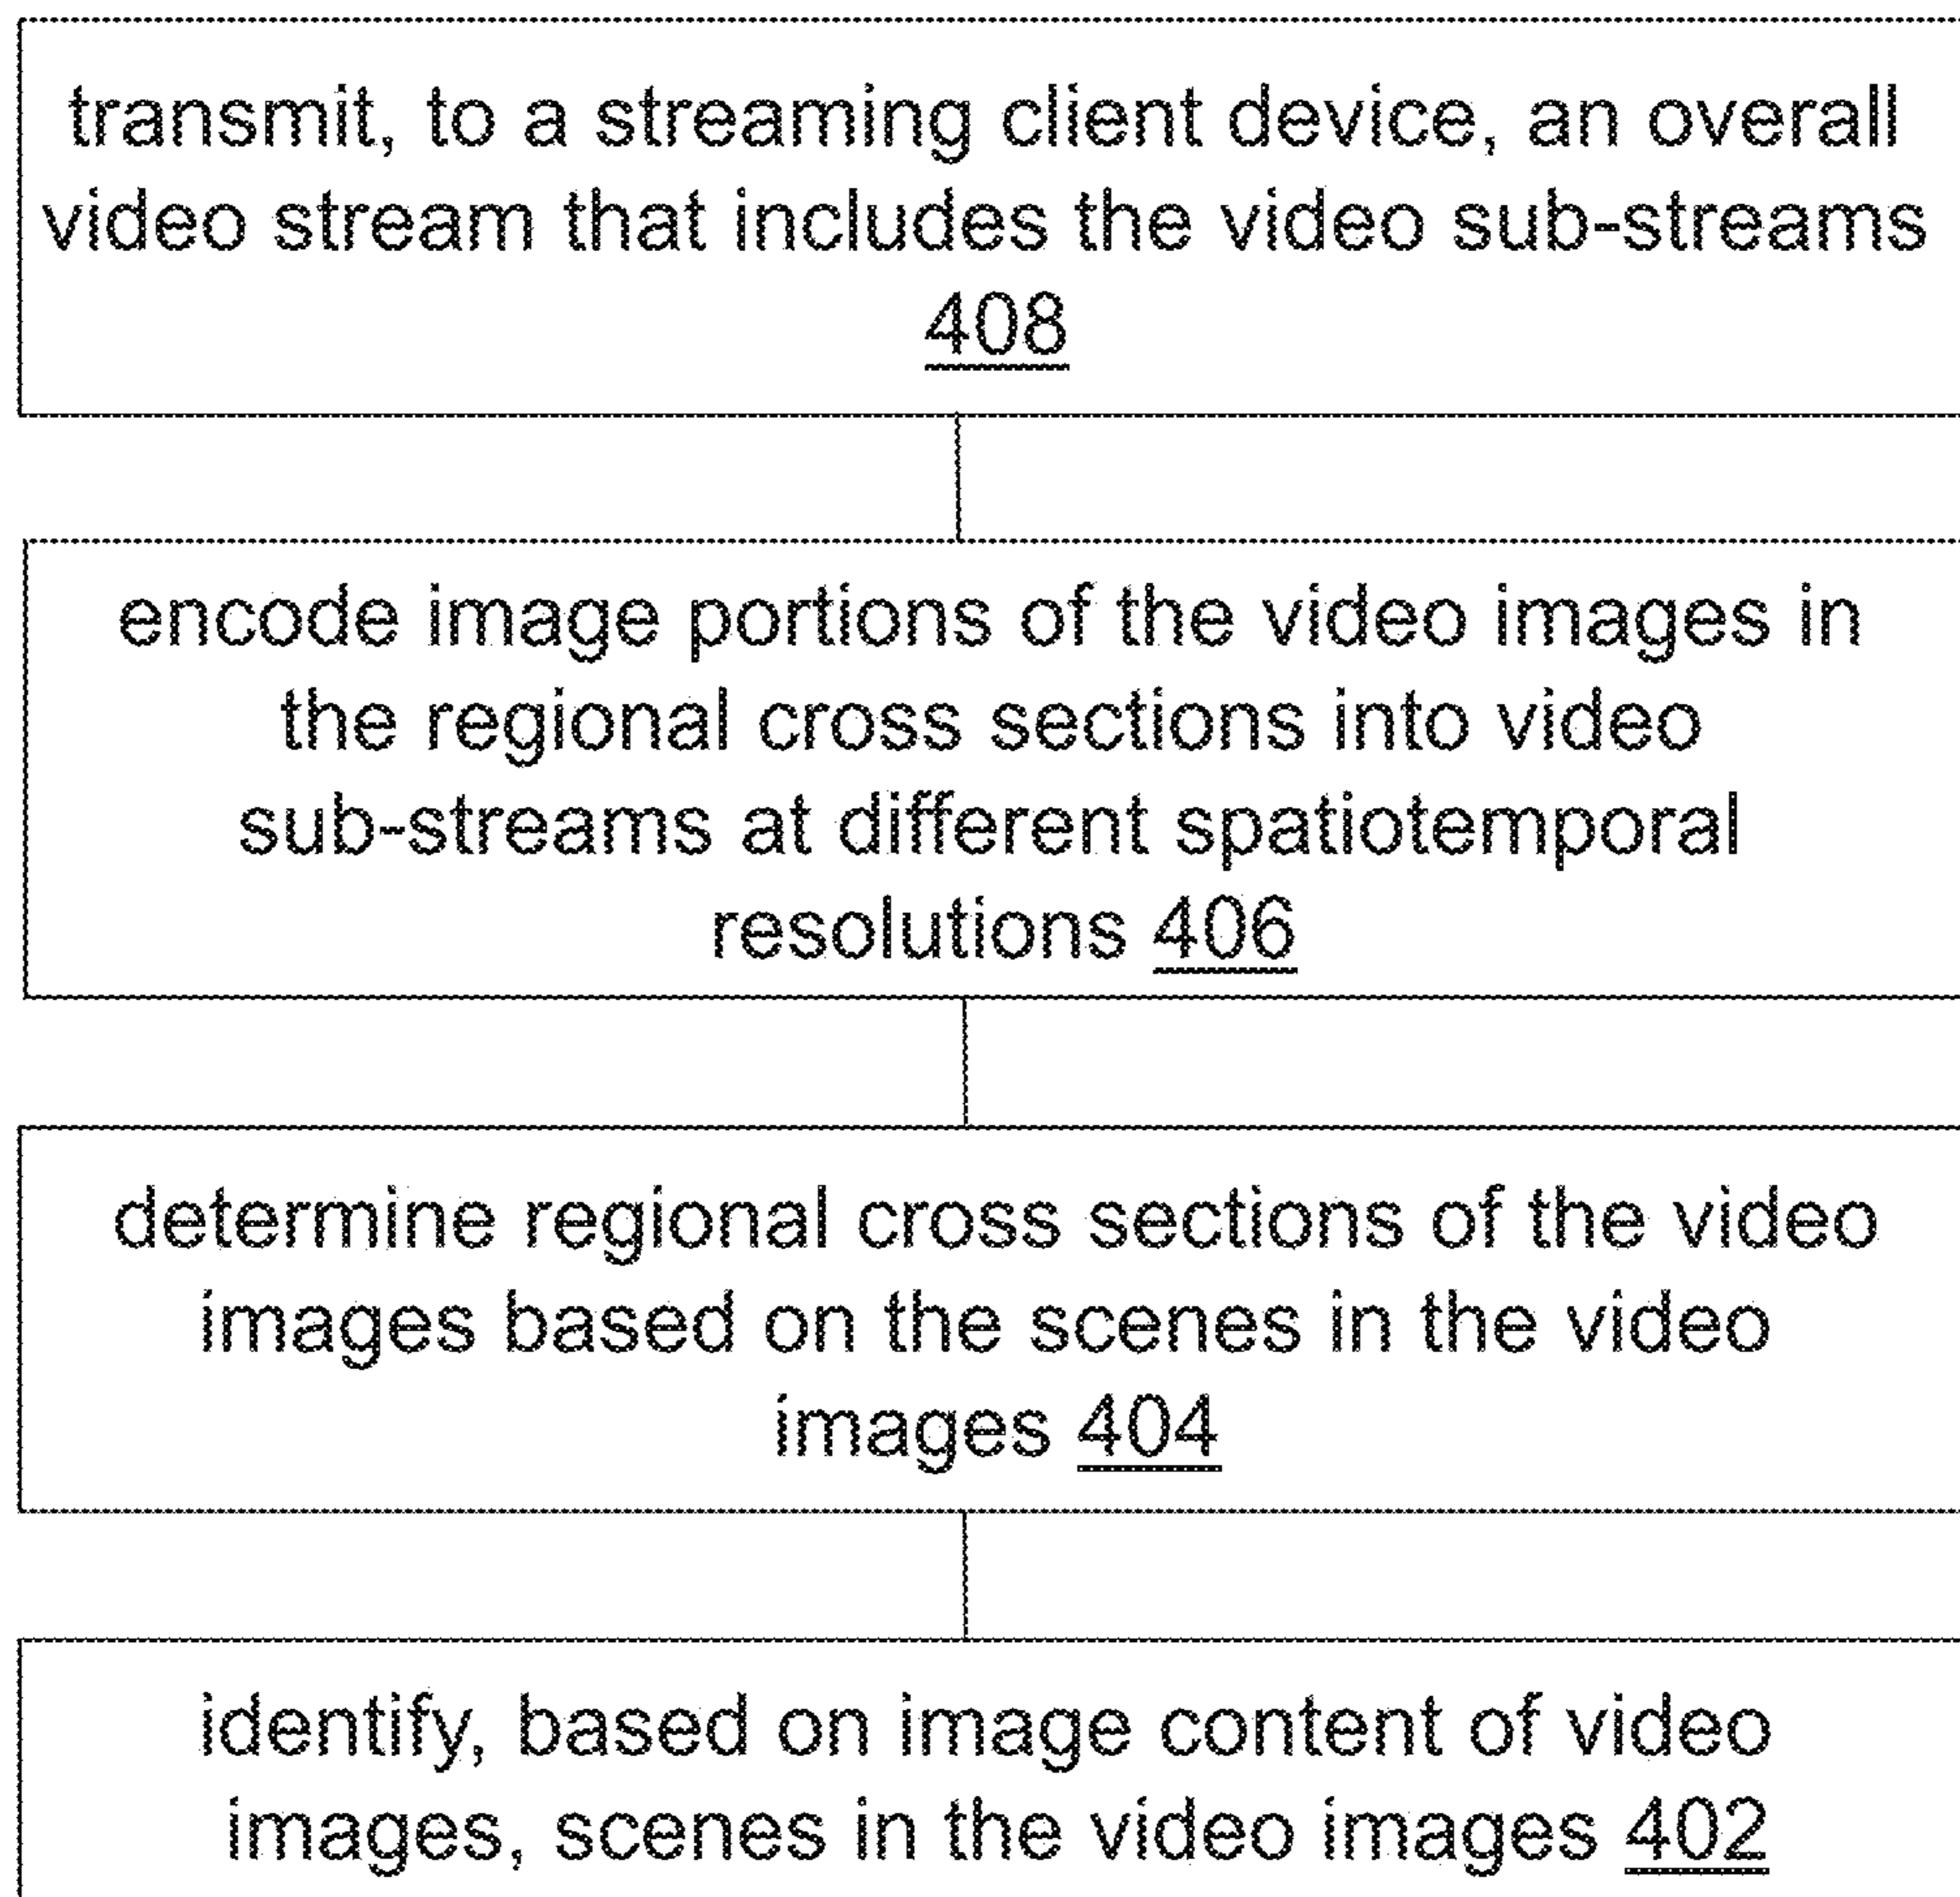 transmit, to a streaming client device, an overall
video stream that includes the video sub-streams
408
encode image portions of the video images in
the regional cross sections into video
sub-streams at different spatiotemporal
resolutions 406
determine regional cross sections of the video
images based on the scenes in the video
images 404
identify, based on image content of video
images, scenes in the video images 402